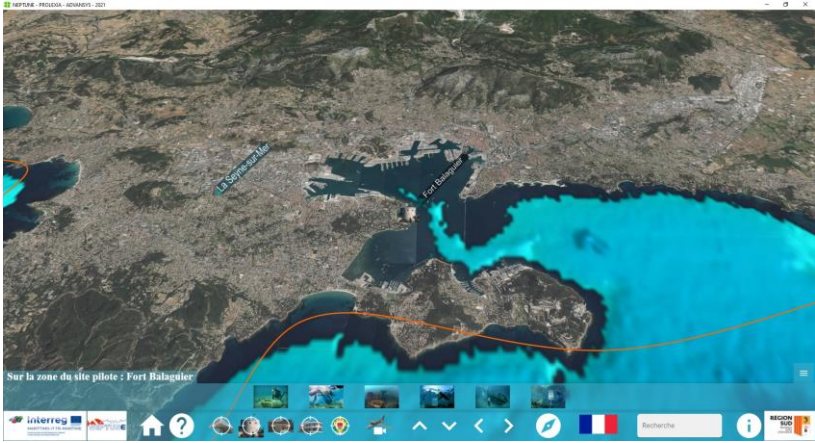 NEPTUNE - PROLEXIA - ADVANSYS - 2021
La Seyne-sur-Mer
Fort Balaguier
Sur la zone du site pilote : Fort Balaguier
interreg
NEPTUNE
?
Recherche
i
REGION
SUD